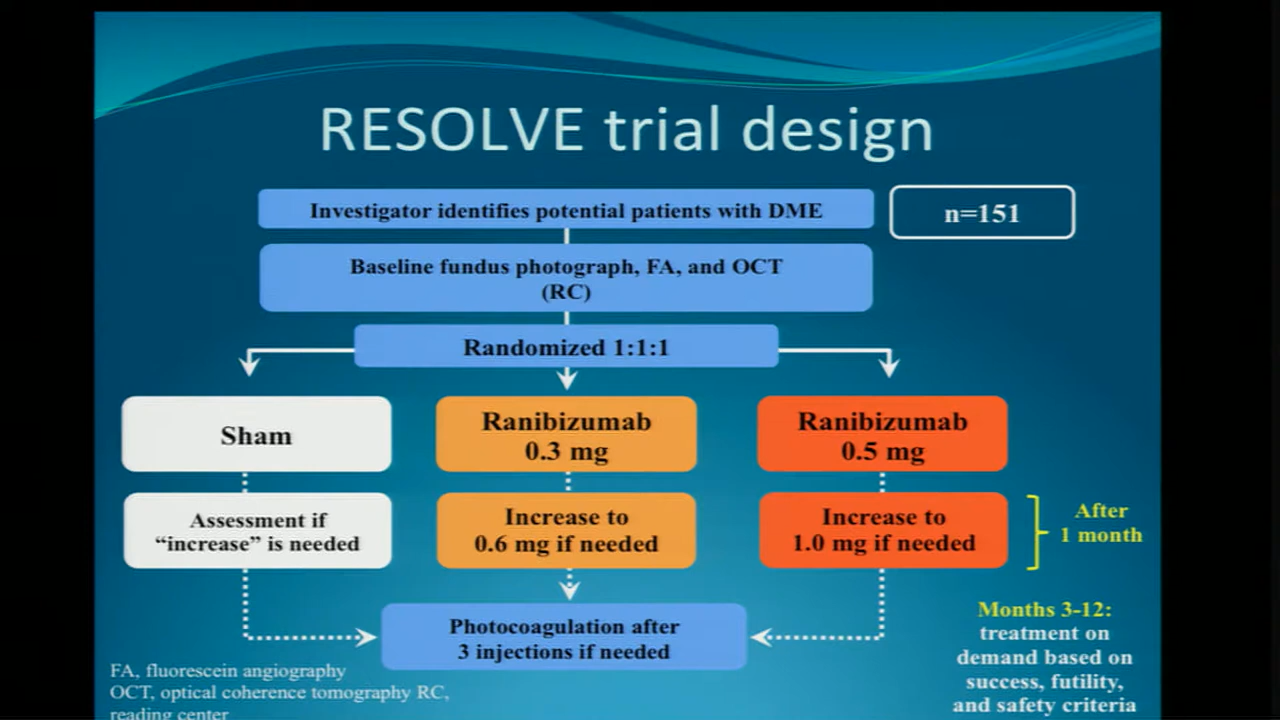 RESOLVE trial design
Investigator identifies potential patients with DME
n=151
Baseline fundus photograph, FA, and OCT
(RC)
Randomized 1:1:1
Sham
Ranibizumab
0.3 mg
Ranibizumab
0.5 mg
Assessment if
“increase” is needed
Increase to
0.6 mg if needed
Increase to
1.0 mg if needed
After
1 month
Photocoagulation after
3 injections if needed
Months 3-12:
treatment on
demand based on
success, futility,
and safety criteria
FA, fluorescein angiography
OCT, optical coherence tomography RC,
reading center